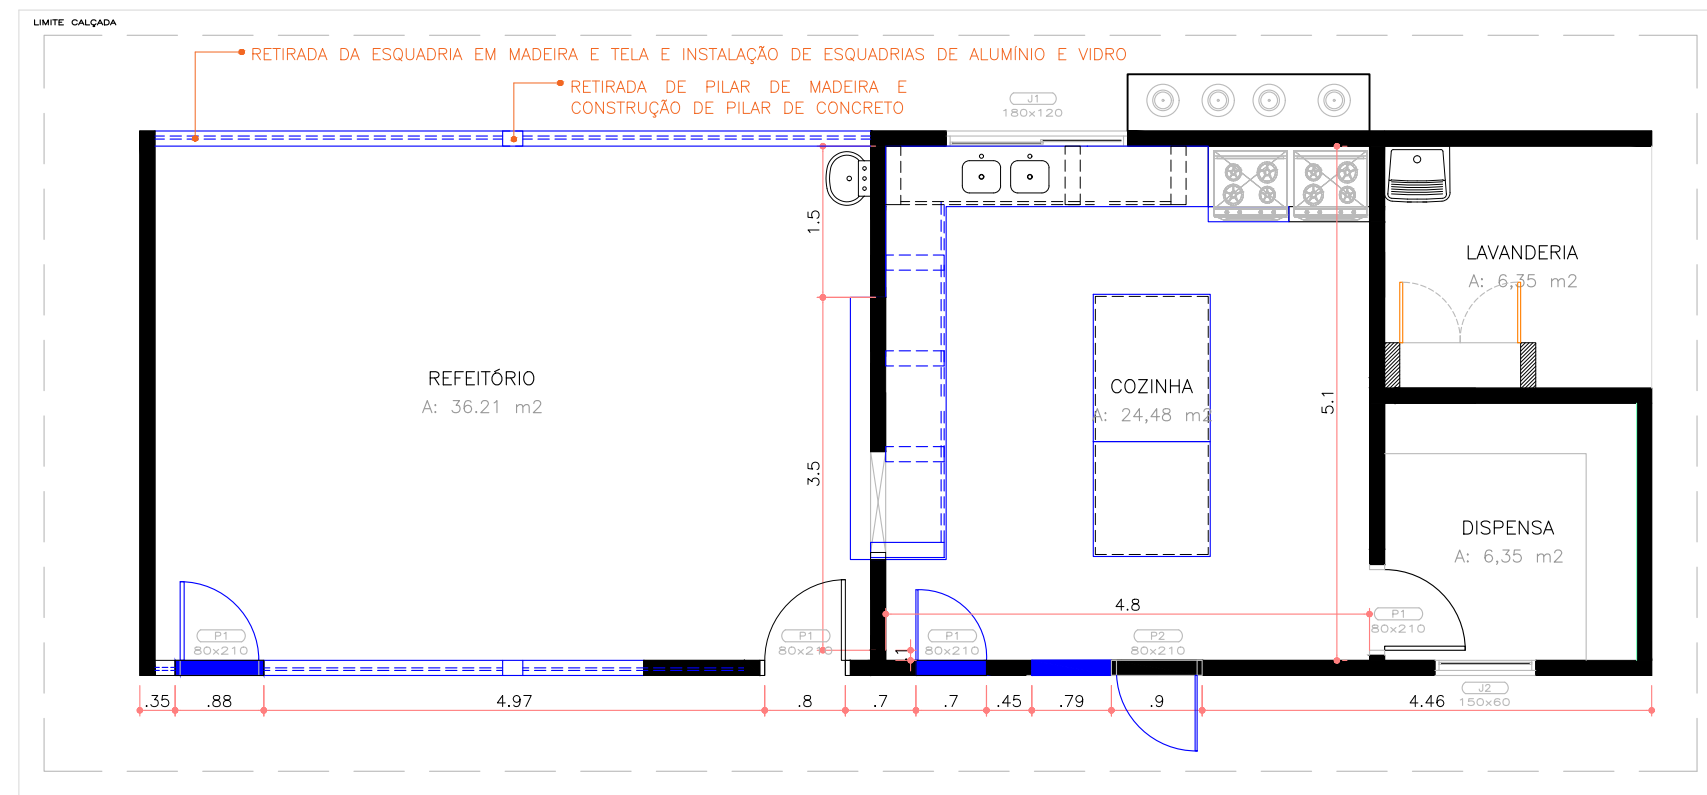 LIMITE CALÇADA
RETIRADA DA ESQUADRIA EM MADEIRA E TELA E INSTALAÇÃO DE ESQUADRIAS DE ALUMÍNIO E VIDRO
RETIRADA DE PILAR DE MADEIRA E
CONSTRUÇÃO DE PILAR DE CONCRETO
J1
180x120
1.5
LAVANDERIA
A: 6,35 m2
REFEITÓRIO
A: 36.21 m2
COZINHA
A: 24,48 m2
5.1
3.5
DISPENSA
A: 6,35 m2
4.8
P1
80x210
P1
80x210
P1
80x210
P2
80x210
P1
80x210
.1
.35
.88
4.97
.8
.7
.7
.45
.79
.9
4.46
J2
150x60